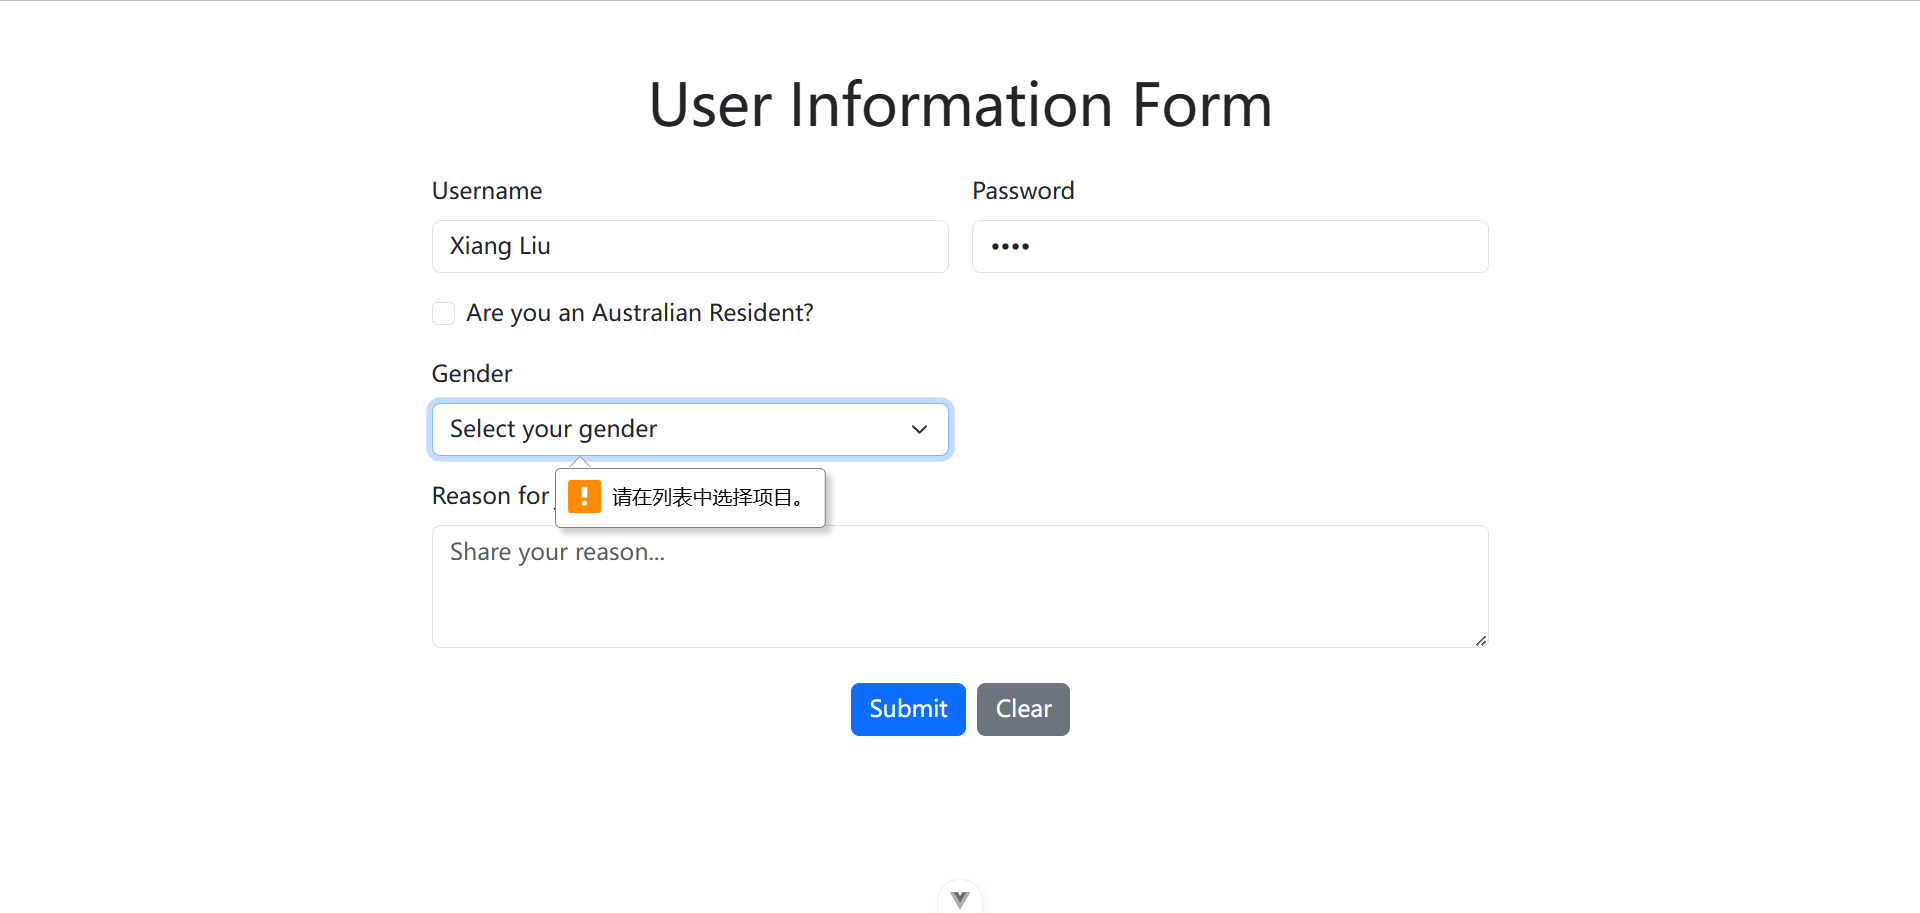 User Information Form
Username
Password
Xiang Liu
••••
Are you an Australian Resident?
Gender
Select your gender
请在列表中选择项目。
Reason for
Share your reason...
Submit
Clear